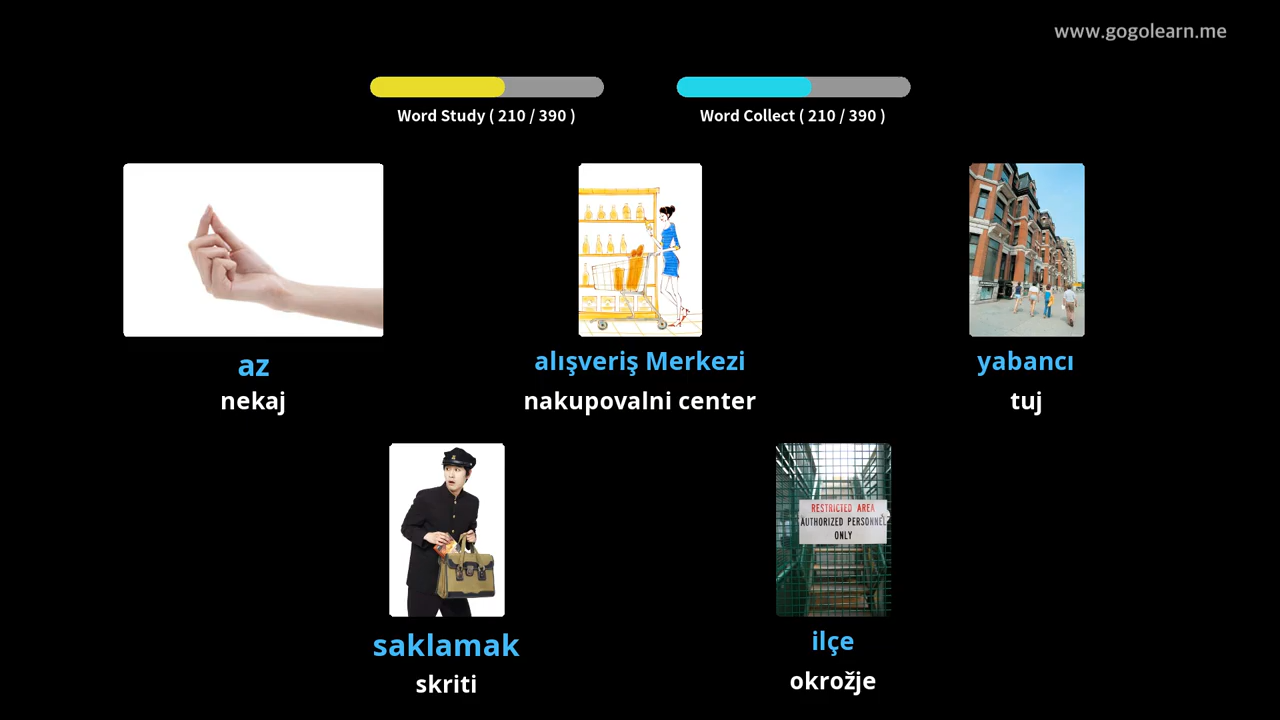 www.gogolearn.me
Word Study ( 210 / 390 )
Word Collect ( 210 / 390 )
az
nekaj
alışveriş Merkezi
nakupovalni center
yabancı
tuj
RESTRICTED AREA
AUTHORIZED PERSONNEL
ONLY
saklamak
skriti
ilçe
okrožje